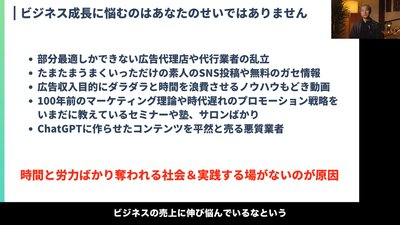 ビジネス成長に悩むのはあなたのせいではありません
• 部分最適しかできない広告代理店や代行業者の乱立
• たまたまうまくいっただけの素人のSNS投稿や無料のガセ情報
• 広告収入目的にダラダラと時間を浪費させるノウハウもどき動画
• 100年前のマーケティング理論や時代遅れのプロモーション戦略を
いまだに教えているセミナーや塾、サロンばかり
• ChatGPTに作らせたコンテンツを平然と売る悪質業者
時間と労力ばかり奪われる社会＆実践する場がないのが原因
ビジネスの売上に伸び悩んでいるなという